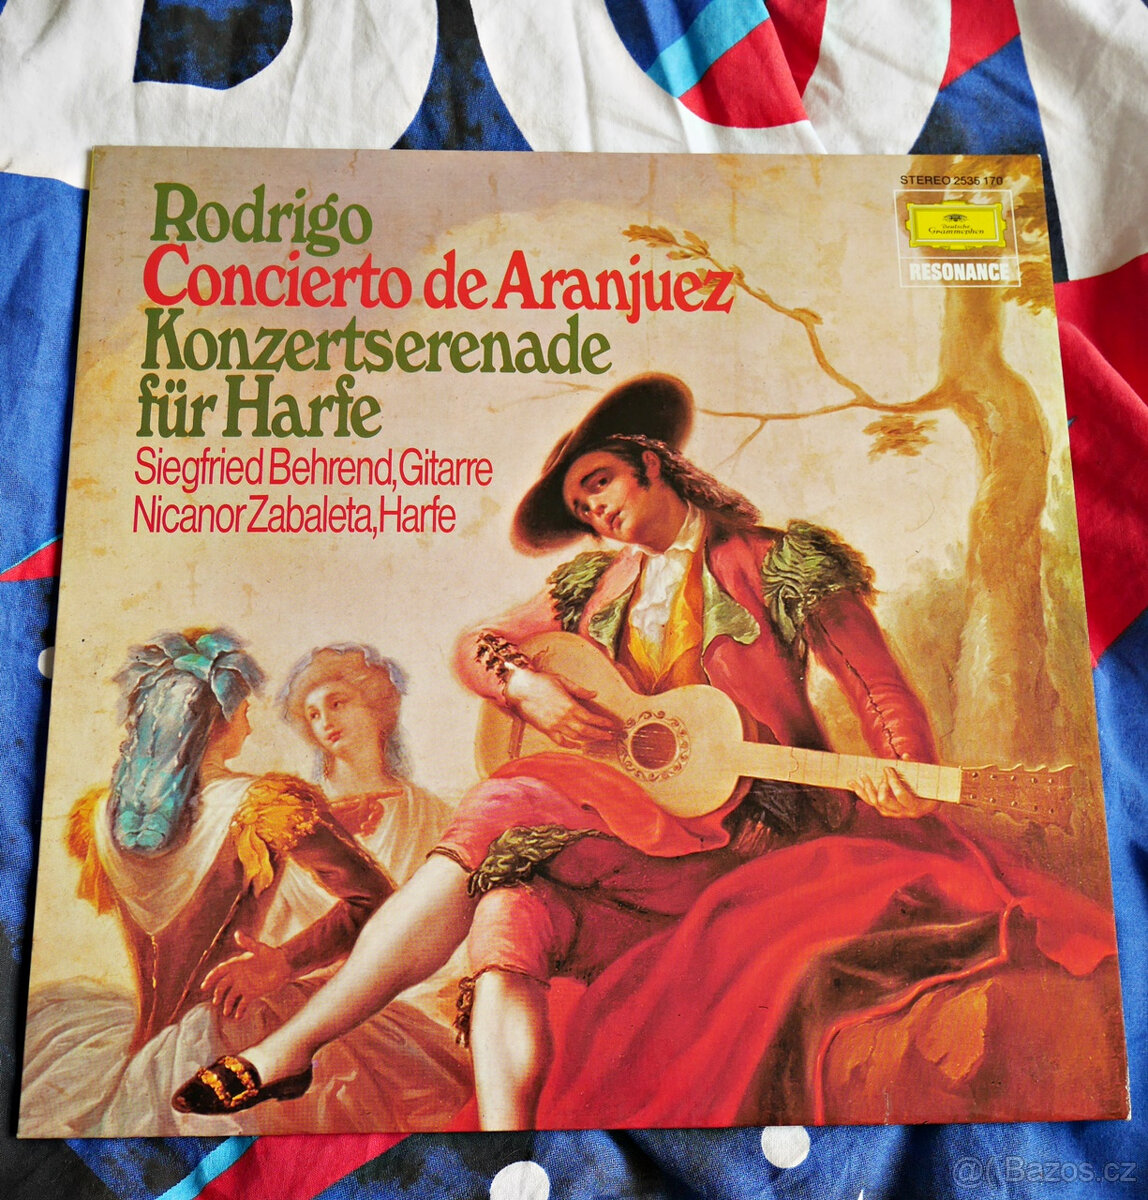 STEREO 2535 170
Deutsche
Grammophon
RESONANCE
Rodrigo
Concierto de Aranjuez
Konzertserenade
für Harfe
Siegfried Behrend, Gitarre
Nicanor Zabaleta, Harfe
Bazos.cz